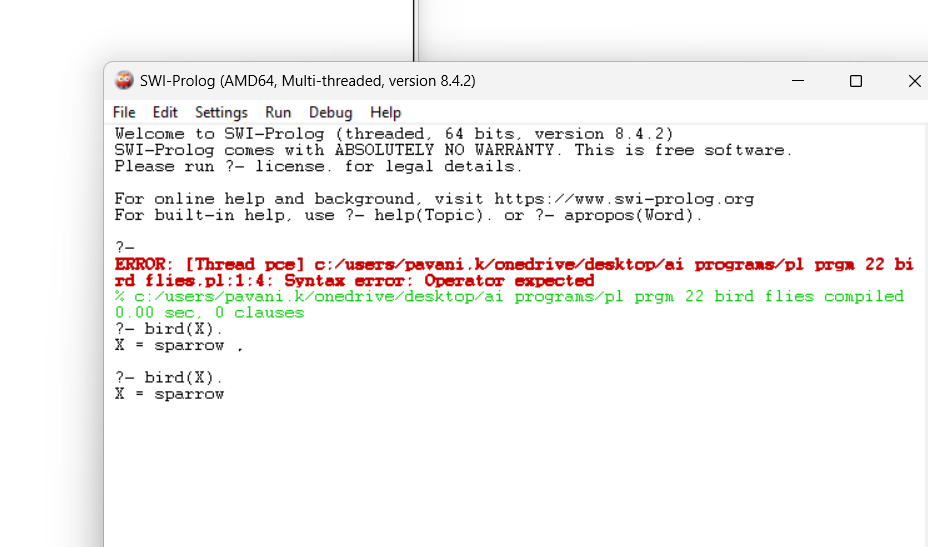 SWI-Prolog (AMD64, Multi-threaded, version 8.4.2)
File Edit Settings Run Debug Help
Welcome to SWI-Prolog (threaded, 64 bits, version 8.4.2)
SWI-Prolog comes with ABSOLUTELY NO WARRANTY. This is free software.
Please run ?- license. for legal details.
For online help and background, visit https://www.swi-prolog.org
For built-in help, use ?- help(Topic). or ?- apropos(Word).
?-
ERROR: [Thread pce] c:/users/pavani.k/onedrive/desktop/ai programs/pl prgm 22 bi
rd flies.pl:1:4: Syntax error: Operator expected
% c:/users/pavani.k/onedrive/desktop/ai programs/pl prgm 22 bird flies compiled
0.00 sec, 0 clauses
?- bird(X).
X = sparrow .
?- bird(X).
X = sparrow